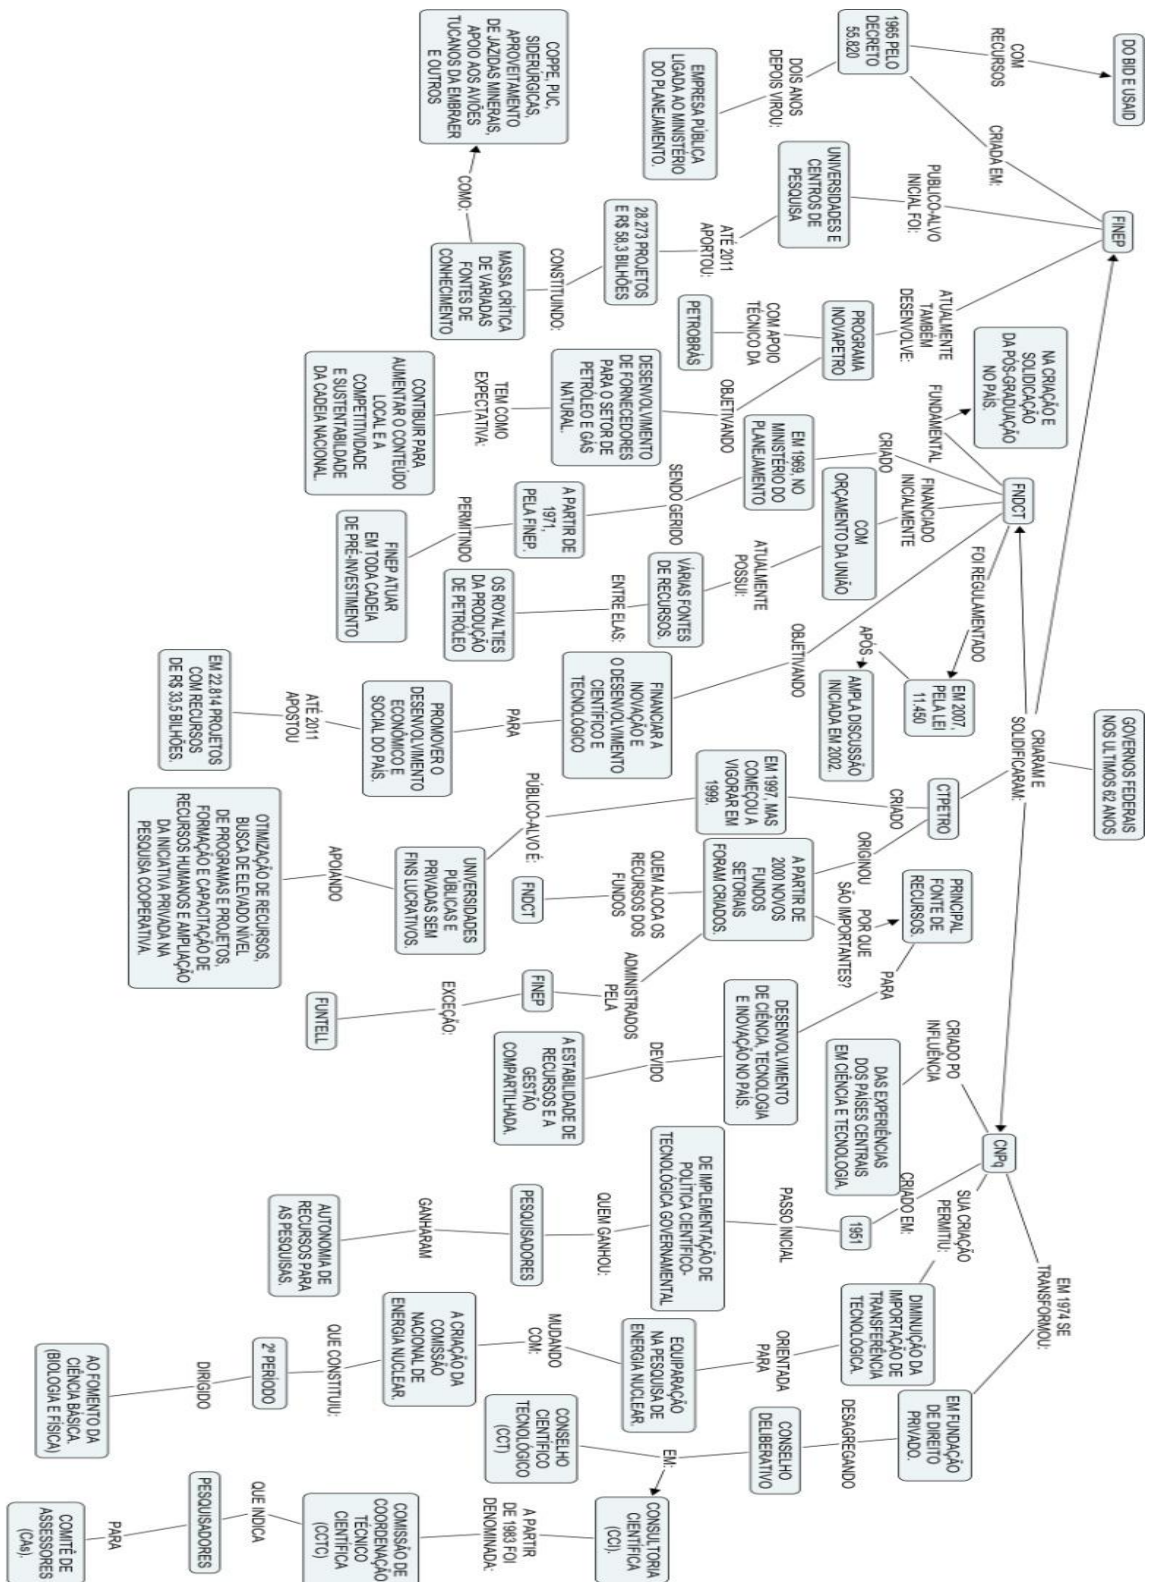 GOVERNOS FEDERAIS
NOS ULTIMOS 62 ANOS
CRIARAM E
SOLIDIFICARAM:
FINEP
CRIADA EM:
1965 PELO
DECRETO
55.820
COM
RECURSOS
DO BID E USAID
DOIS ANOS
DEPOIS VIROU:
EMPRESA PÚBLICA
LIGADA AO MINISTÉRIO
DO PLANEJAMENTO.
PUBLICO-ALVO
INICIAL FOI:
UNIVERSIDADES E
CENTROS DE
PESQUISA
ATÉ 2011
APORTOU:
28.273 PROJETOS
E R$ 58,3 BILHÕES
CONSTITUINDO:
MASSA CRÍTICA
DE VARIADAS
FONTES DE
CONHECIMENTO
COMO:
COPPE, PUC,
SIDERÚRGICAS,
APROVEITAMENTO
DE JAZIDAS MINERAIS,
APOIO AOS AVIÕES
TUCANOS DA EMBRAER
E OUTROS
ATUALMENTE
TAMBÉM
DESENVOLVE:
PROGRAMA
INOVAPETRO
COM APOIO
TÉCNICO DA
PETROBRÁS
OBJETIVANDO
DESENVOLVIMENTO
DE FORNECEDORES
PARA O SETOR DE
PETRÓLEO E GÁS
NATURAL.
TEM COMO
EXPECTATIVA:
CONTIBUIR PARA
AUMENTAR O CONTEÚDO
LOCAL E A
COMPETITIVIDADE
E SUSTENTABILIDADE
DA CADEIA NACIONAL.
FNDCT
FUNDAMENTAL
NA CRIAÇÃO E
SOLIDICAÇÃO
DA PÓS-GRADUAÇÃO
NO PAÍS.
CRIADO
EM 1969, NO
MINISTÉRIO DO
PLANEJAMENTO
SENDO GERIDO
A PARTIR DE
1971,
PELA FINEP.
PERMITINDO
FINEP ATUAR
EM TODA CADEIA
DE PRÉ-INVESTIMENTO
FINANCIADO
INICIALMENTE
COM
ORÇAMENTO DA UNIÃO
ATUALMENTE
POSSUI:
VÁRIAS FONTES
DE RECURSOS.
ENTRE ELAS:
OS ROYALTIES
DA PRODUÇÃO
DE PETRÓLEO
FOI REGULAMENTADO
EM 2007,
PELA LEI
11.450
APÓS
AMPLA DISCUSSÃO
INICIADA EM 2002.
OBJETIVANDO
FINANCIAR A
INOVAÇÃO E
O DESENVOLVIMENTO
CIENTÍFICO E
TECNOLÓGICO
PARA
PROMOVER O
DESENVOLVIMENTO
ECONÔMICO E
SOCIAL DO PAÍS.
ATÉ 2011
APOSTOU
EM 22.814 PROJETOS
COM RECURSOS
DE R$ 33,5 BILHÕES.
CTPETRO
CRIADO
EM 1997, MAS
COMEÇOU A
VIGORAR EM
1999.
PÚBLICO-ALVO É:
UNIVERSIDADES
PÚBLICAS E
PRIVADAS SEM
FINS LUCRATIVOS.
APOIANDO
OTIMIZAÇÃO DE RECURSOS,
BUSCA DE ELEVADO NÍVEL
DE PROGRAMAS E PROJETOS,
FORMAÇÃO E CAPACITAÇÃO DE
RECURSOS HUMANOS E AMPLIAÇÃO
DA INICIATIVA PRIVADA NA
PESQUISA COOPERATIVA.
ORIGINOU
A PARTIR DE
2000 NOVOS
FUNDOS
SETORIAIS
FORAM CRIADOS.
QUEM ALOCA OS
RECURSOS DOS
FUNDOS
FNDCT
ADMINISTRADOS
PELA
FINEP
EXCEÇÃO:
FUNTELL
POR QUE
SÃO IMPORTANTES?
PRINCIPAL
FONTE DE
RECURSOS.
PARA
DESENVOLVIMENTO
DE CIÊNCIA, TECNOLOGIA
E INOVAÇÃO NO PAÍS.
DEVIDO
A ESTABILIDADE DE
RECURSOS E A
GESTÃO
COMPARTILHADA.
CNPq
CRIADO PO
INFLUÊNCIA
DAS EXPERIÊNCIAS
DOS PAÍSES CENTRAIS
EM CIÊNCIA E TECNOLOGIA.
CRIADO EM:
1951
PASSO INICIAL
DE IMPLEMENTAÇÃO DE
POLÍTICA CIENTÍFICO-
TECNOLÓGICA GOVERNAMENTAL
QUEM GANHOU:
PESQUISADORES
GANHARAM
AUTONOMIA DE
RECURSOS PARA
AS PESQUISAS.
SUA CRIAÇÃO
PERMITIU:
DIMINUIÇÃO DA
IMPORTAÇÃO DE
TRANSFERÊNCIA
TECNOLÓGICA.
ORIENTADA
PARA
EQUIPARAÇÃO
NA PESQUISA DE
ENERGIA NUCLEAR.
MUDANDO
COM:
A CRIAÇÃO DA
COMISSÃO
NACIONAL DE
ENERGIA NUCLEAR.
QUE CONSTITUIU:
2º PERÍODO
DIRIGIDO
AO FOMENTO DA
CIÊNCIA BÁSICA.
(BIOLOGIA E FÍSICA)
EM 1974 SE
TRANSFORMOU:
EM FUNDAÇÃO
DE DIREITO
PRIVADO.
DESAGREGANDO
CONSELHO
DELIBERATIVO
EM:
CONSELHO
CIENTÍFICO
TECNOLÓGICO
(CCT)
CONSULTORIA
CIENTÍFICA
(CCI).
A PARTIR
DE 1983 FOI
DENOMINADA:
COMISSÃO DE
COORDENAÇÃO
TÉCNICO
CIENTÍFICA
(CCTC)
QUE INDICA
PESQUISADORES
PARA
COMITÊ DE
ASSESSORES
(CAs).